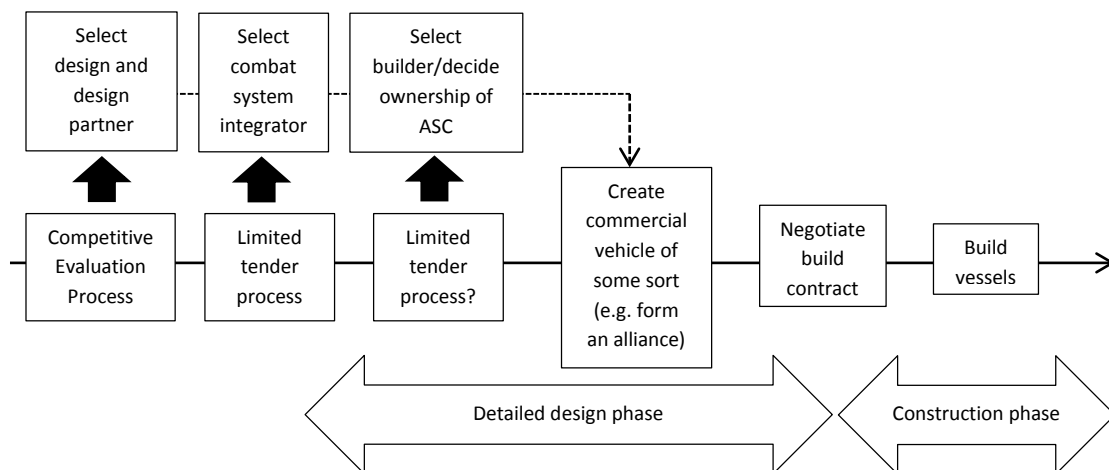 Select
design and
design
partner
Select
combat
system
integrator
Select
builder/decide
ownership of
ASC
Competitive
Evaluation
Process
Limited
tender
process
Limited
tender
process?
Create
commercial
vehicle of
some sort
(e.g. form
an alliance)
Negotiate
build
contract
Build
vessels
Detailed design phase
Construction phase